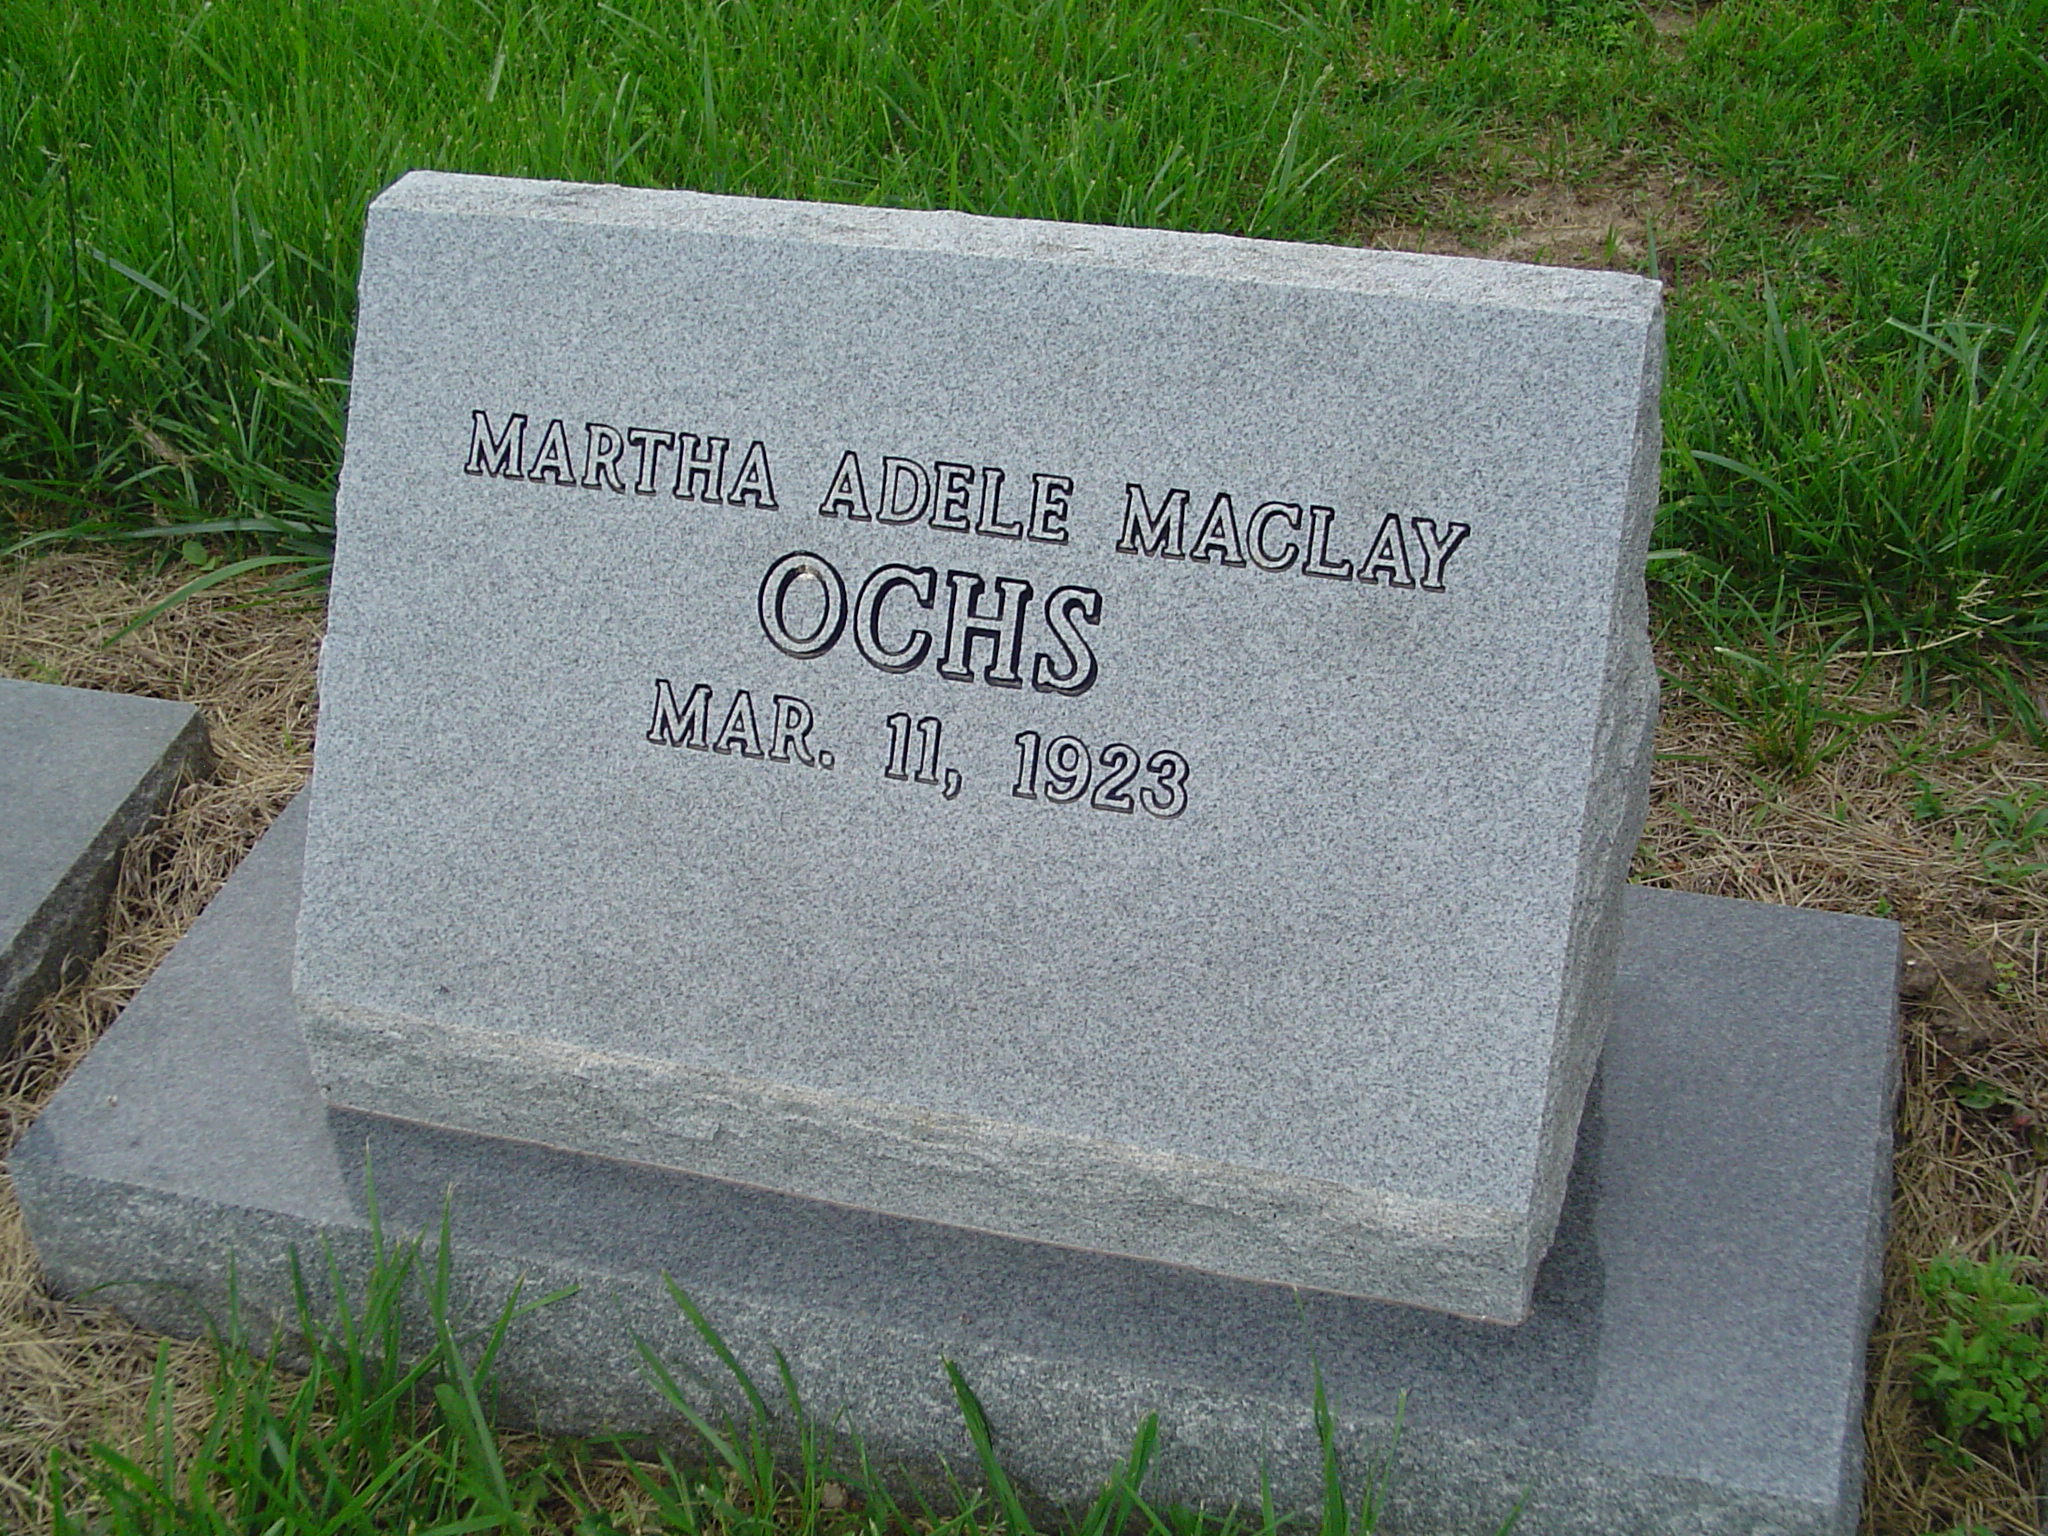 MARTHA ADELE MACLAY
OCHS
MAR. 11, 1923